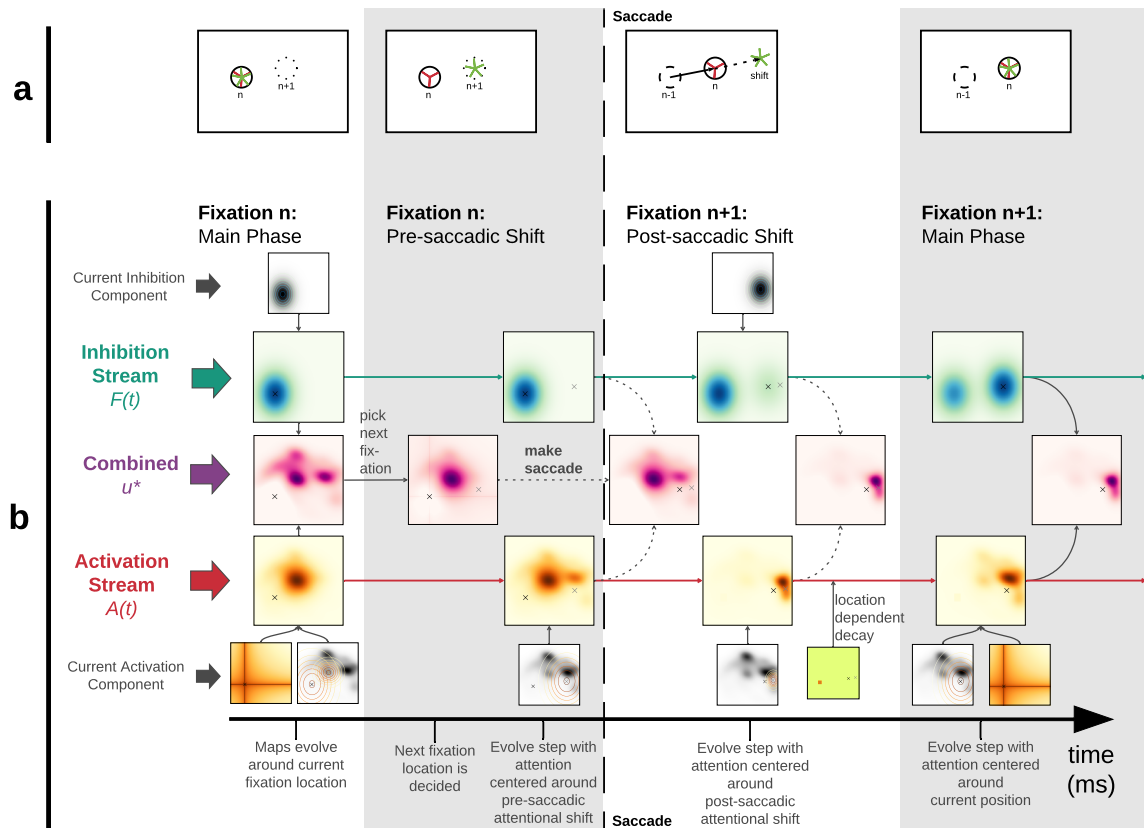 Saccade
a
n
n+1
n
n+1
n-1
n
shift
n-1
n
b
Fixation n:
Main Phase
Fixation n:
Pre-saccadic Shift
Fixation n+1:
Post-saccadic Shift
Fixation n+1:
Main Phase
Current Inhibition
Component
Inhibition
Stream
F(t)
pick
next
fix-
ation
make
saccade
Combined
u*
Activation
Stream
A(t)
location
dependent
decay
Current Activation
Component
Maps evolve
around current
fixation location
Next fixation
location is
decided
Evolve step with
attention
centered around
pre-saccadic
attentional shift
Evolve step with
attention centered
around
post-saccadic
attentional shift
Evolve step with
attention centered
around
current position
time
(ms)
Saccade